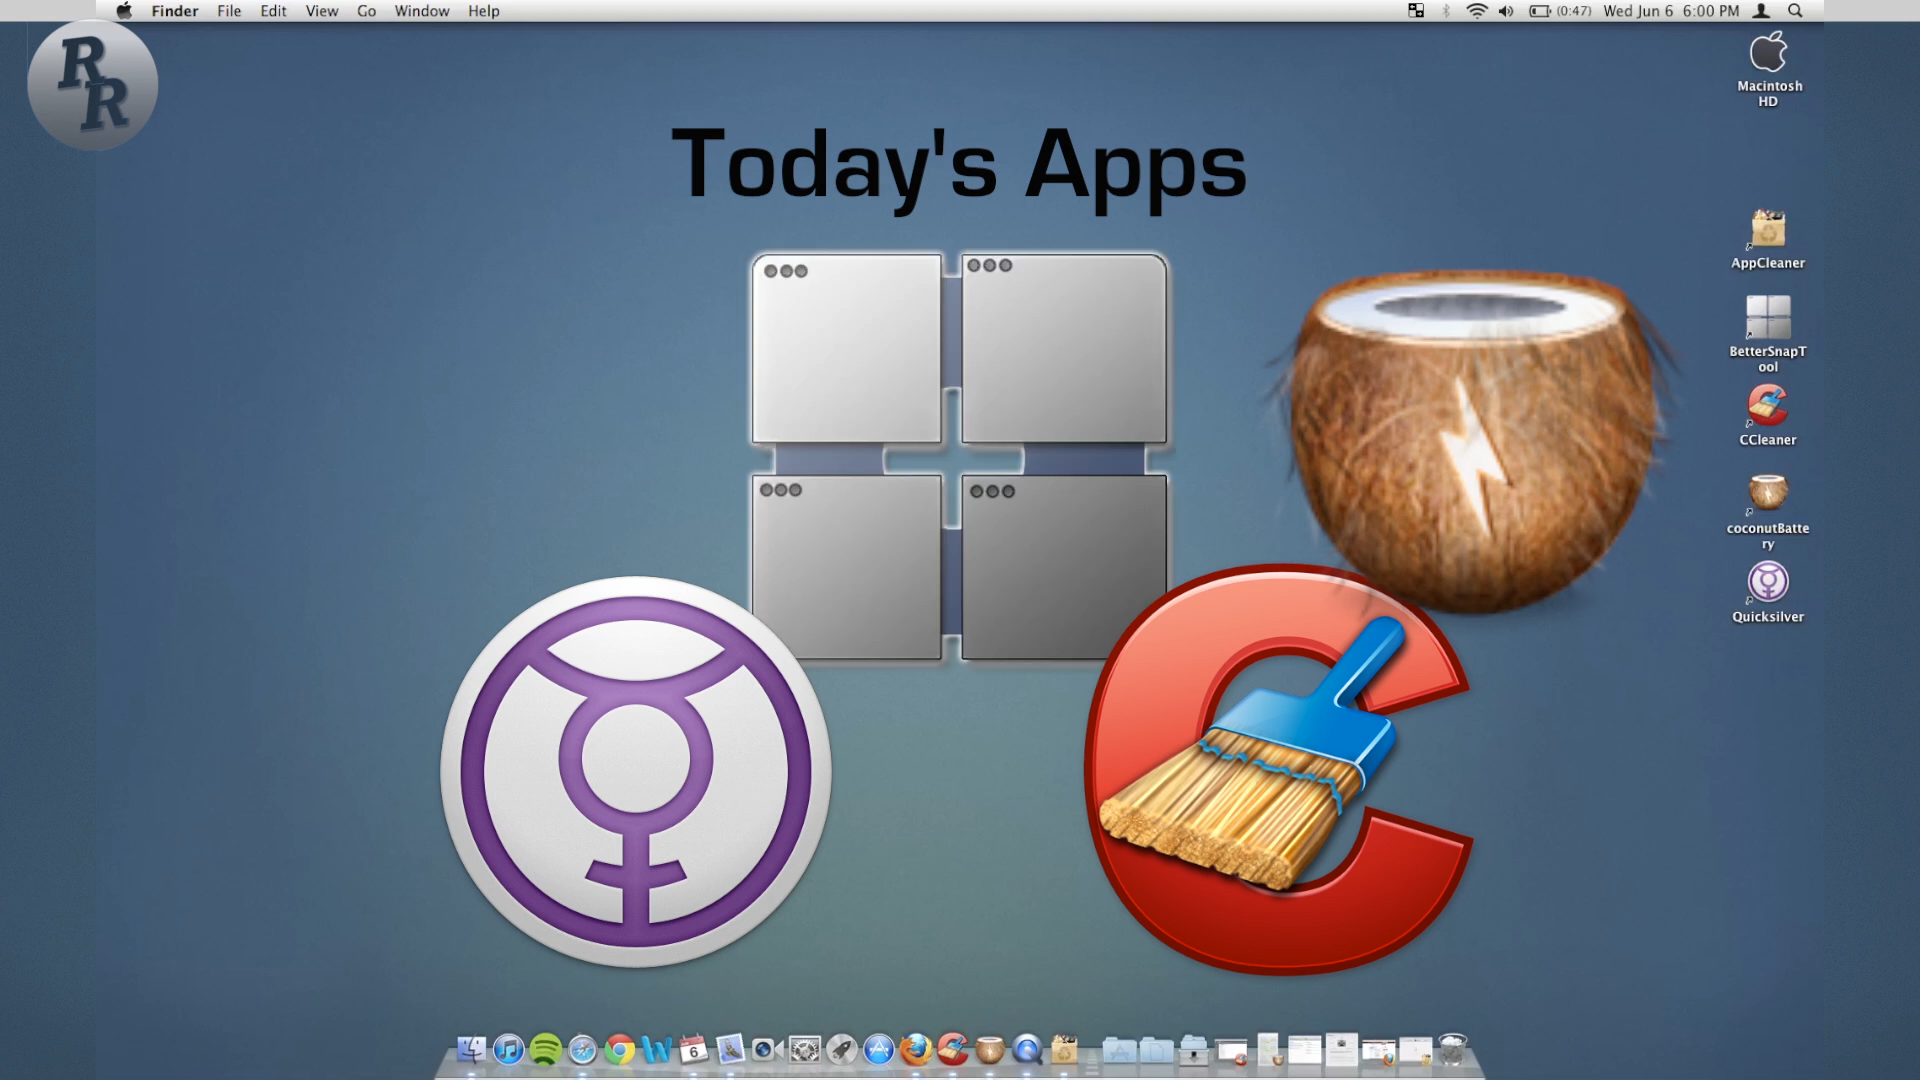 Finder File Edit View Go Window Help
(0:47) Wed Jun 6 6:00 PM
R
R
Macintosh
HD
Today's Apps
AppCleaner
BetterSnapT
ool
CCleaner
coconutBatte
ry
Quicksilver
6